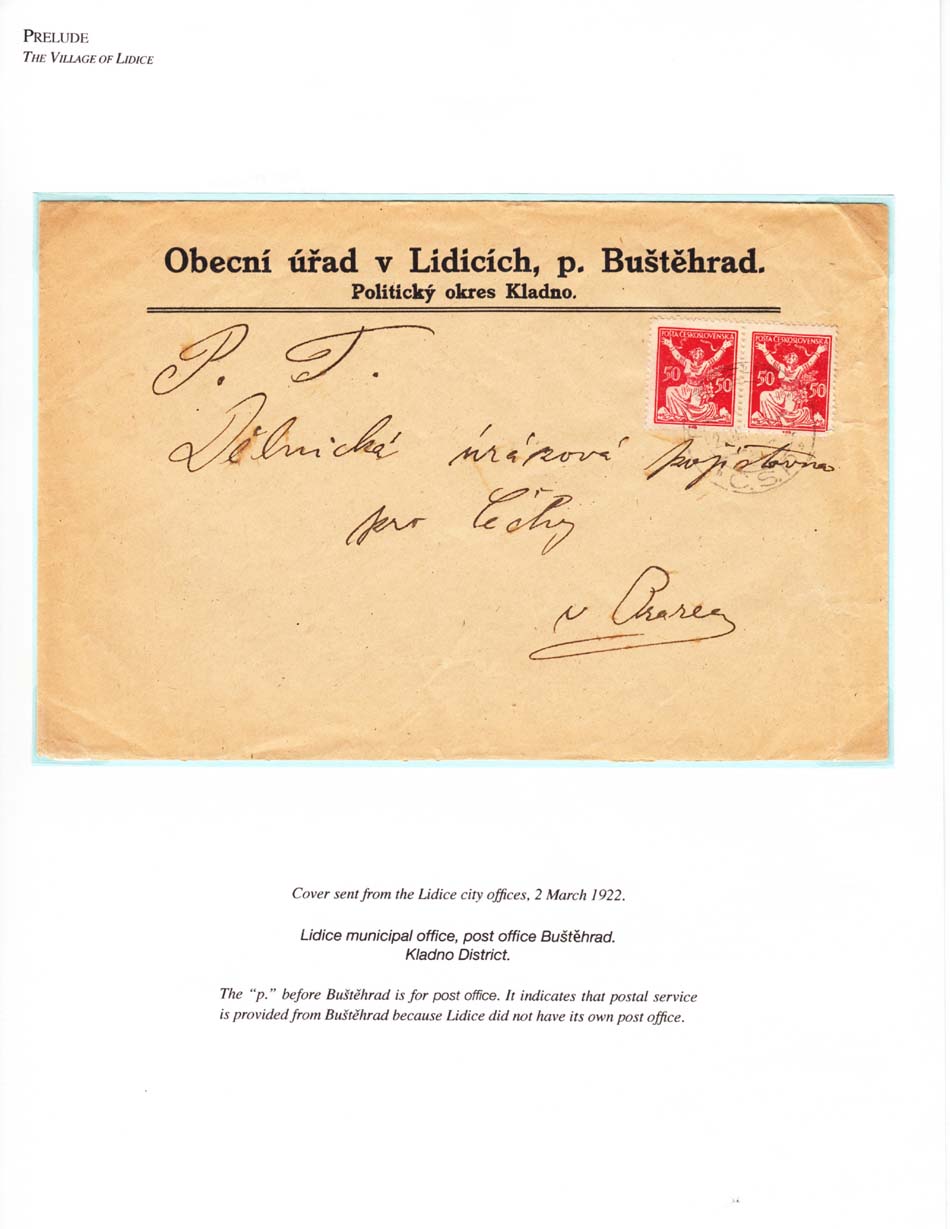 PRELUDE
THE VILLAGE OF LIDICE
Obecní úřad v Lidicích, p. Buštěhrad.
Politický okres Kladno.
P. T.
POŠTA ČESKOSLOVENSKÁ POŠTA ČESKOSLOVENSKÁ
50 50 50 50
Dělnická úrazová pojišťovna
Č.S.
pro Čechy
v Praze
Cover sent from the Lidice city offices, 2 March 1922.
Lidice municipal office, post office Buštěhrad.
Kladno District.
The “p.” before Buštěhrad is for post office. It indicates that postal service
is provided from Buštěhrad because Lidice did not have its own post office.